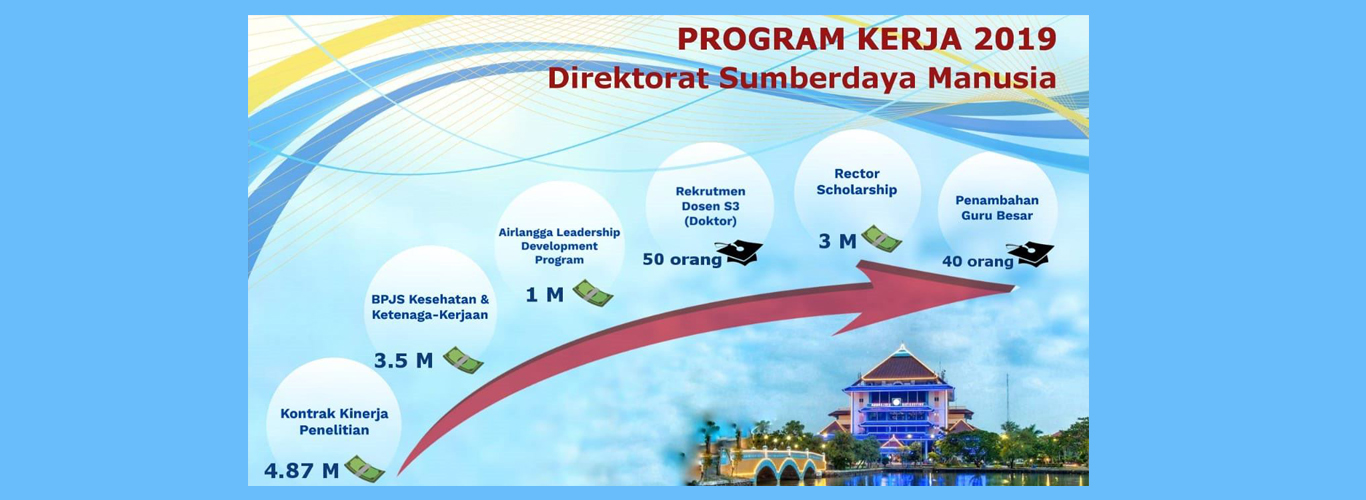 PROGRAM KERJA 2019
Direktorat Sumberdaya Manusia
Kontrak Kinerja
Penelitian
4.87 M
BPJS Kesehatan &
Ketenaga-Kerjaan
3.5 M
Airlangga Leadership
Development
Program
1 M
Rekrutmen
Dosen S3
(Doktor)
50 orang
Rector
Scholarship
3 M
Penambahan
Guru Besar
40 orang